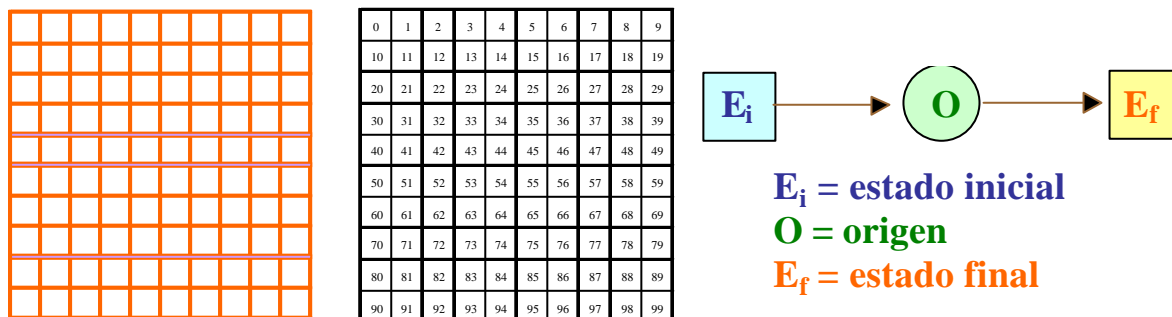 0 1 2 3 4 5 6 7 8 9
10 11 12 13 14 15 16 17 18 19
20 21 22 23 24 25 26 27 28 29
30 31 32 33 34 35 36 37 38 39
40 41 42 43 44 45 46 47 48 49
50 51 52 53 54 55 56 57 58 59
60 61 62 63 64 65 66 67 68 69
70 71 72 73 74 75 76 77 78 79
80 81 82 83 84 85 86 87 88 89
90 91 92 93 94 95 96 97 98 99
Ei O Ef
Ei = estado inicial
O = origen
Ef = estado final